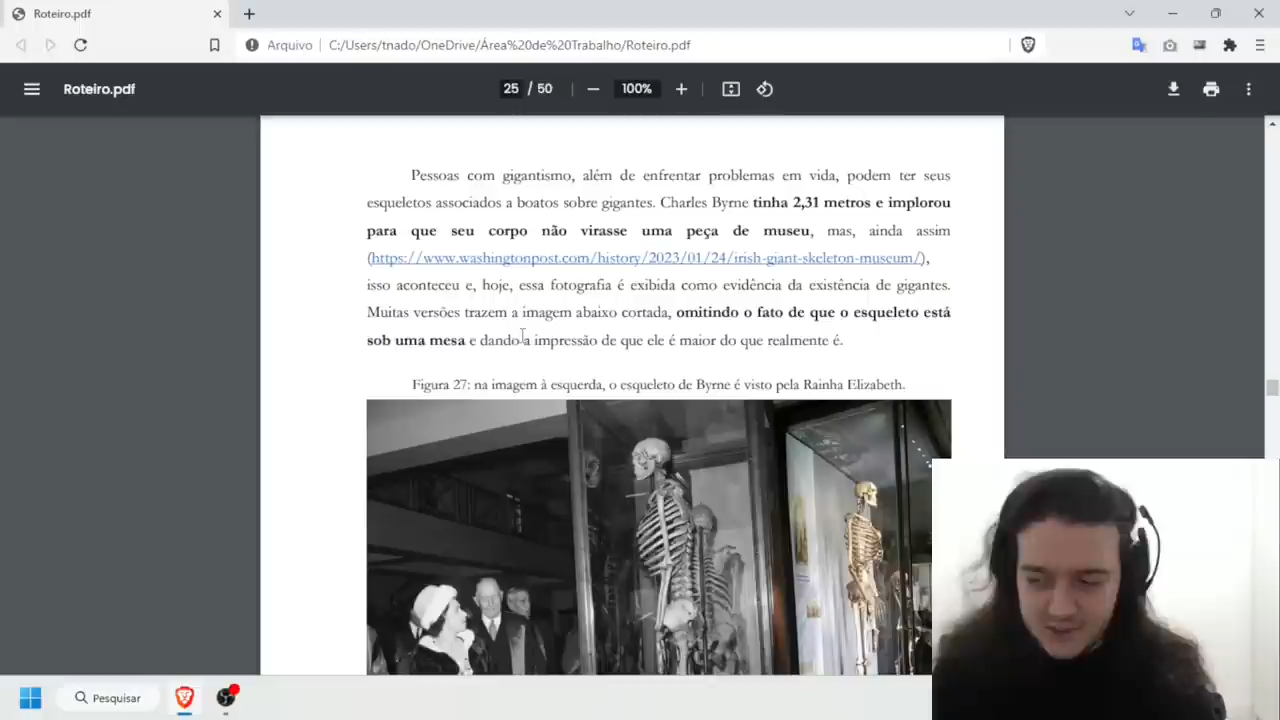 Roteiro.pdf
Arquivo | C:/Users/tnado/OneDrive/Área%20de%20Trabalho/Roteiro.pdf
Roteiro.pdf
25 / 50
100%
Pessoas com gigantismo, além de enfrentar problemas em vida, podem ter seus
esqueletos associados a boatos sobre gigantes. Charles Byrne tinha 2,31 metros e implorou
para que seu corpo não virasse uma peça de museu, mas, ainda assim
(https://www.washingtonpost.com/history/2023/01/24/irish-giant-skeleton-museum/),
isso aconteceu e, hoje, essa fotografia é exibida como evidência da existência de gigantes.
Muitas versões trazem a imagem abaixo cortada, omitindo o fato de que o esqueleto está
sob uma mesa e dando a impressão de que ele é maior do que realmente é.
Figura 27: na imagem à esquerda, o esqueleto de Byrne é visto pela Rainha Elizabeth.
Pesquisar